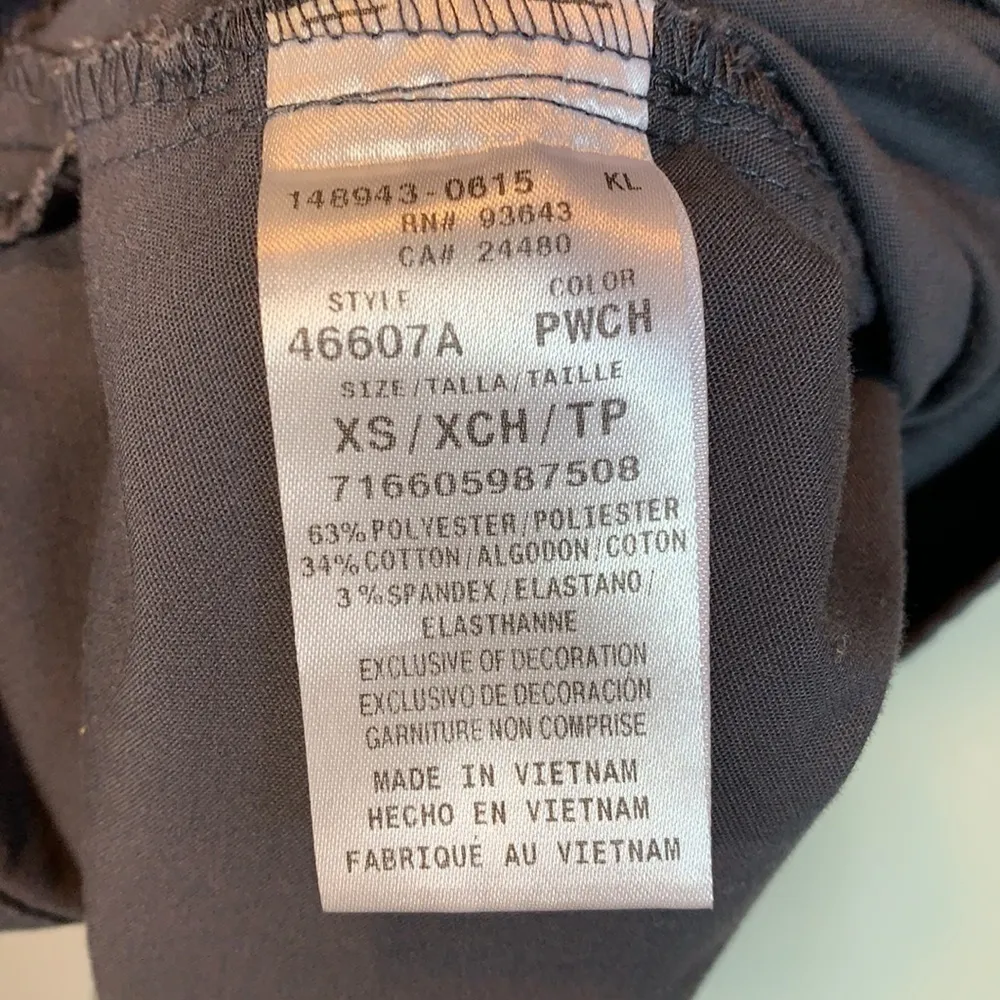 148943-0615 KL
RN# 93643
CA# 24480
STYLE COLOR
46607A PWCH
SIZE/TALLA/TAILLE
XS/XCH/TP
716605987508
63% POLYESTER/POLIESTER
34% COTTON/ALGODON/COTON
3% SPANDEX/ELASTANO/
ELASTHANNE
EXCLUSIVE OF DECORATION
EXCLUSIVO DE DECORACIÓN
GARNITURE NON COMPRISE
MADE IN VIETNAM
HECHO EN VIETNAM
FABRIQUÉ AU VIETNAM